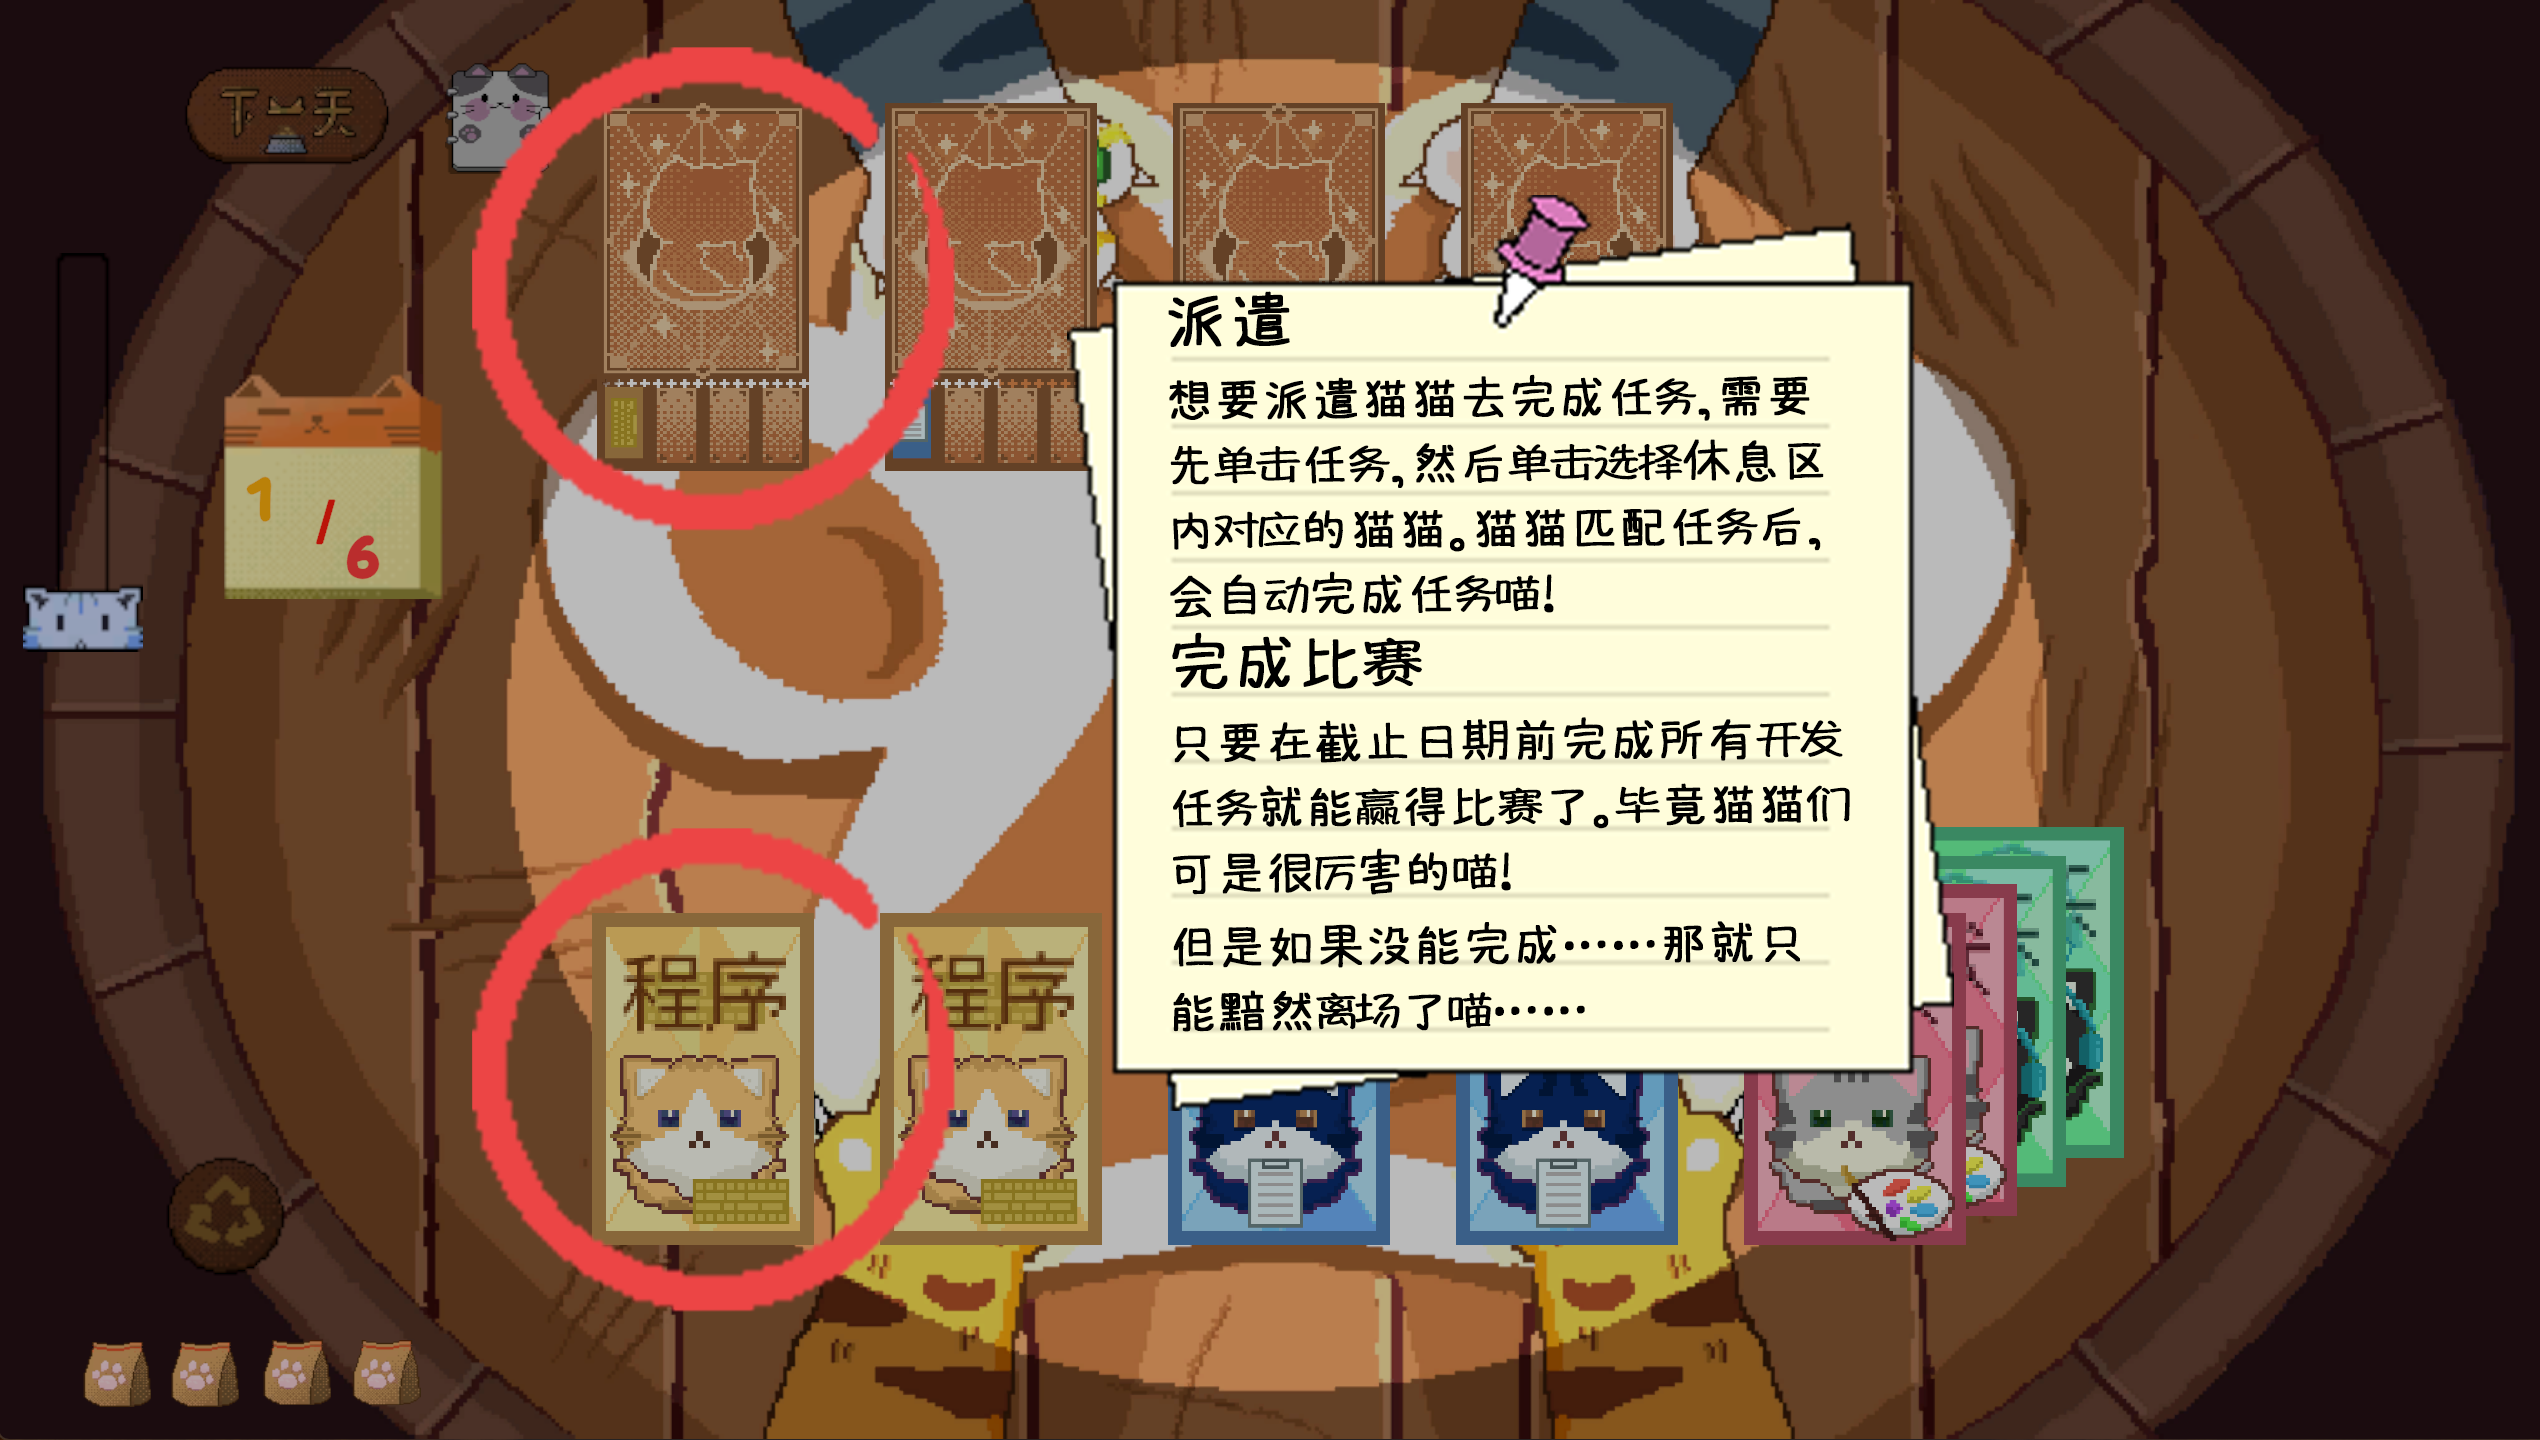 下一天
1
/
6
派遣
想要派遣猫猫去完成任务,需要
先单击任务,然后单击选择休息区
内对应的猫猫。猫猫匹配任务后,
会自动完成任务喵!
完成比赛
只要在截止日期前完成所有开发
任务就能赢得比赛了。毕竟猫猫们
可是很厉害的喵!
但是如果没能完成……那就只
能黯然离场了喵……
程序
程序